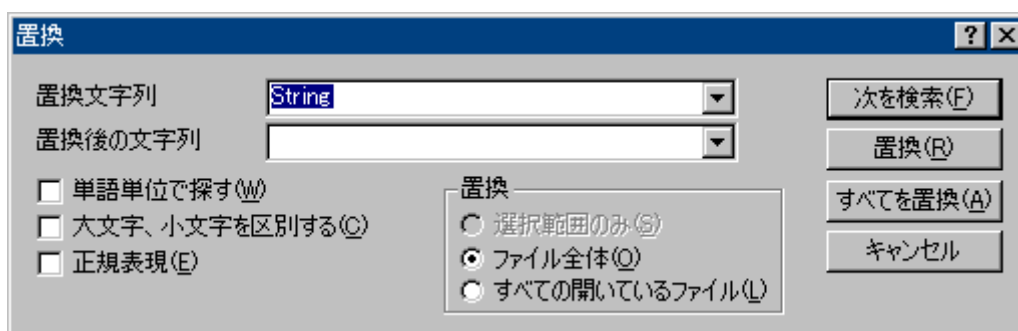 置換
置換文字列 String 次を検索(F)
置換後の文字列 置換(R)
単語単位で探す(W) 置換 すべてを置換(A)
大文字、小文字を区別する(C) 選択範囲のみ(S)
正規表現(E) ファイル全体(O) キャンセル
すべての開いているファイル(L)